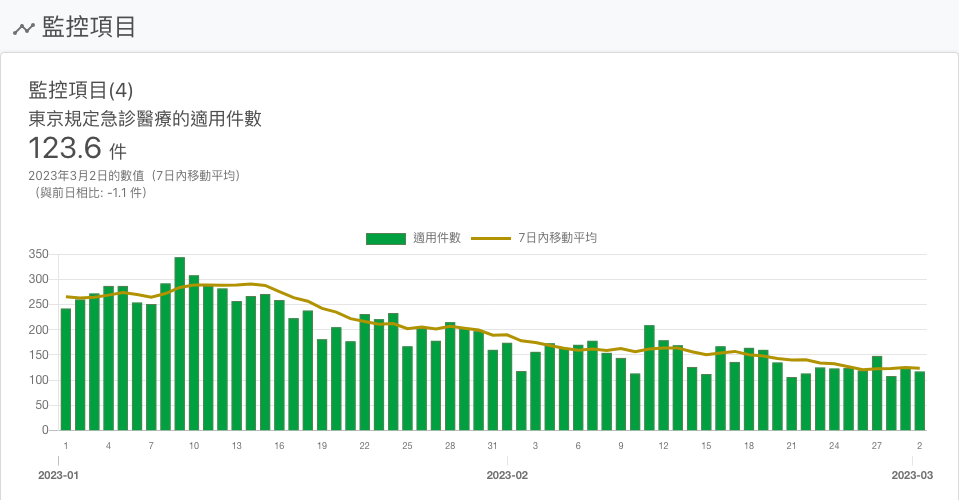 監控項目
監控項目(4)
東京規定急診醫療的適用件數
123.6 件
2023年3月2日的數值（7日內移動平均）
（與前日相比: -1.1 件）
適用件數 7日內移動平均
350
300
250
200
150
100
50
0
1 4 7 10 13 16 19 22 25 28 31 3 6 9 12 15 18 21 24 27 2
2023-01 2023-02 2023-03